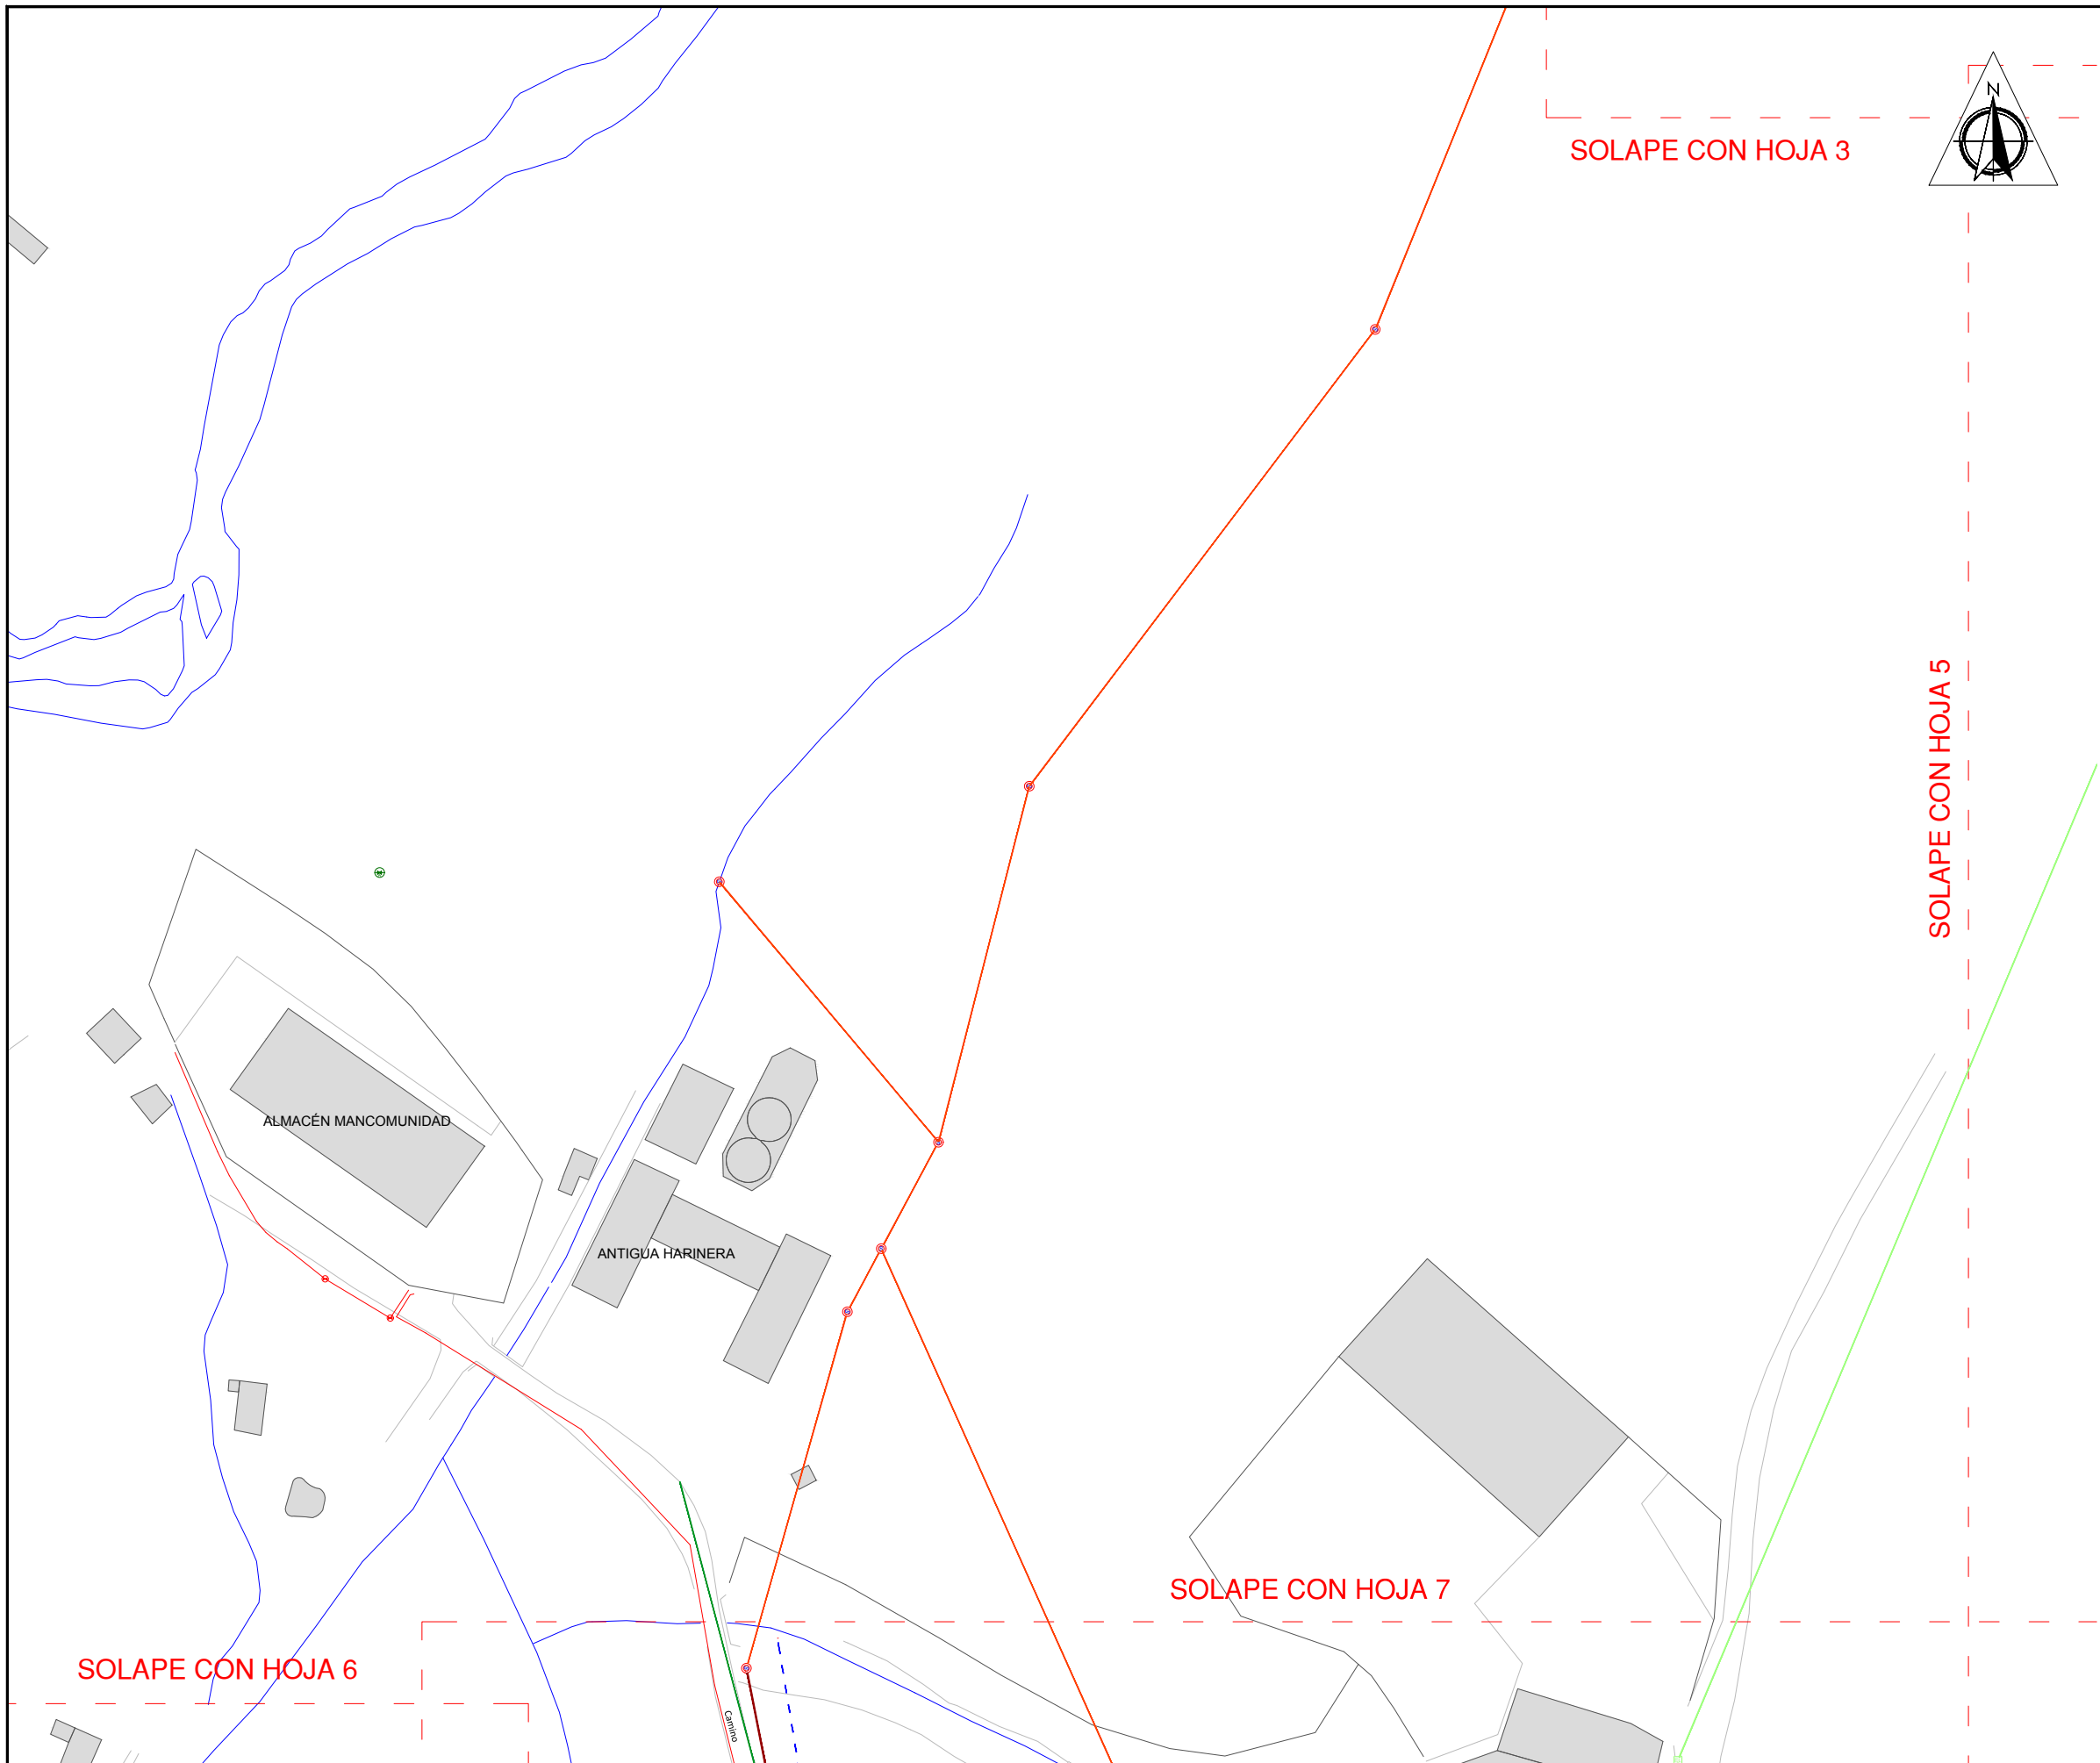 N
SOLAPE CON HOJA 3
SOLAPE CON HOJA 5
ALMACÉN MANCOMUNIDAD
ANTIGUA HARINERA
SOLAPE CON HOJA 7
SOLAPE CON HOJA 6
Camino